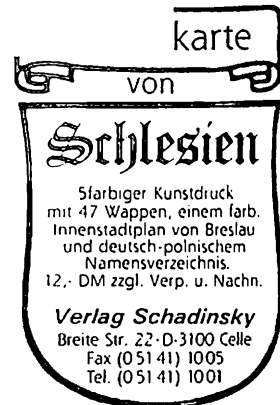 karte
von
Schlesien
5farbiger Kunstdruck
mit 47 Wappen, einem farb.
Innenstadtplan von Breslau
und deutsch-polnischem
Namensverzeichnis.
12,- DM zzgl. Verp. u. Nachn.
Verlag Schadinsky
Breite Str. 22·D-3100 Celle
Fax (05141) 1005
Tel. (05141) 1001